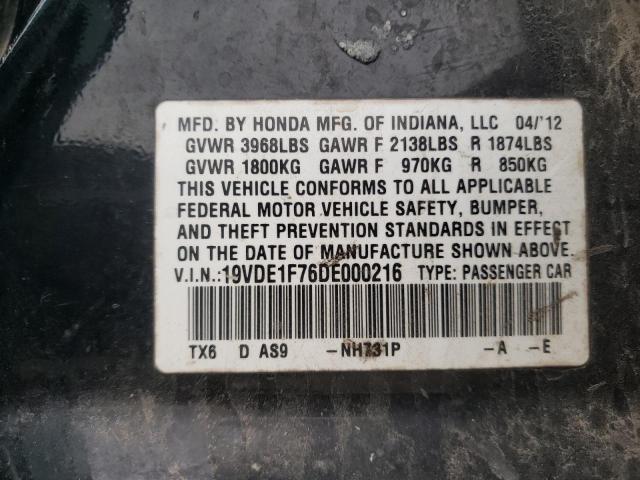 MFD. BY HONDA MFG. OF INDIANA, LLC 04/'12
GVWR 3968LBS GAWR F 2138LBS R 1874LBS
GVWR 1800KG GAWR F 970KG R 850KG
THIS VEHICLE CONFORMS TO ALL APPLICABLE
FEDERAL MOTOR VEHICLE SAFETY, BUMPER,
AND THEFT PREVENTION STANDARDS IN EFFECT
ON THE DATE OF MANUFACTURE SHOWN ABOVE.
V.I.N.:19VDE1F76DE000216 TYPE: PASSENGER CAR
TX6 D AS9 -NH731P -A -E